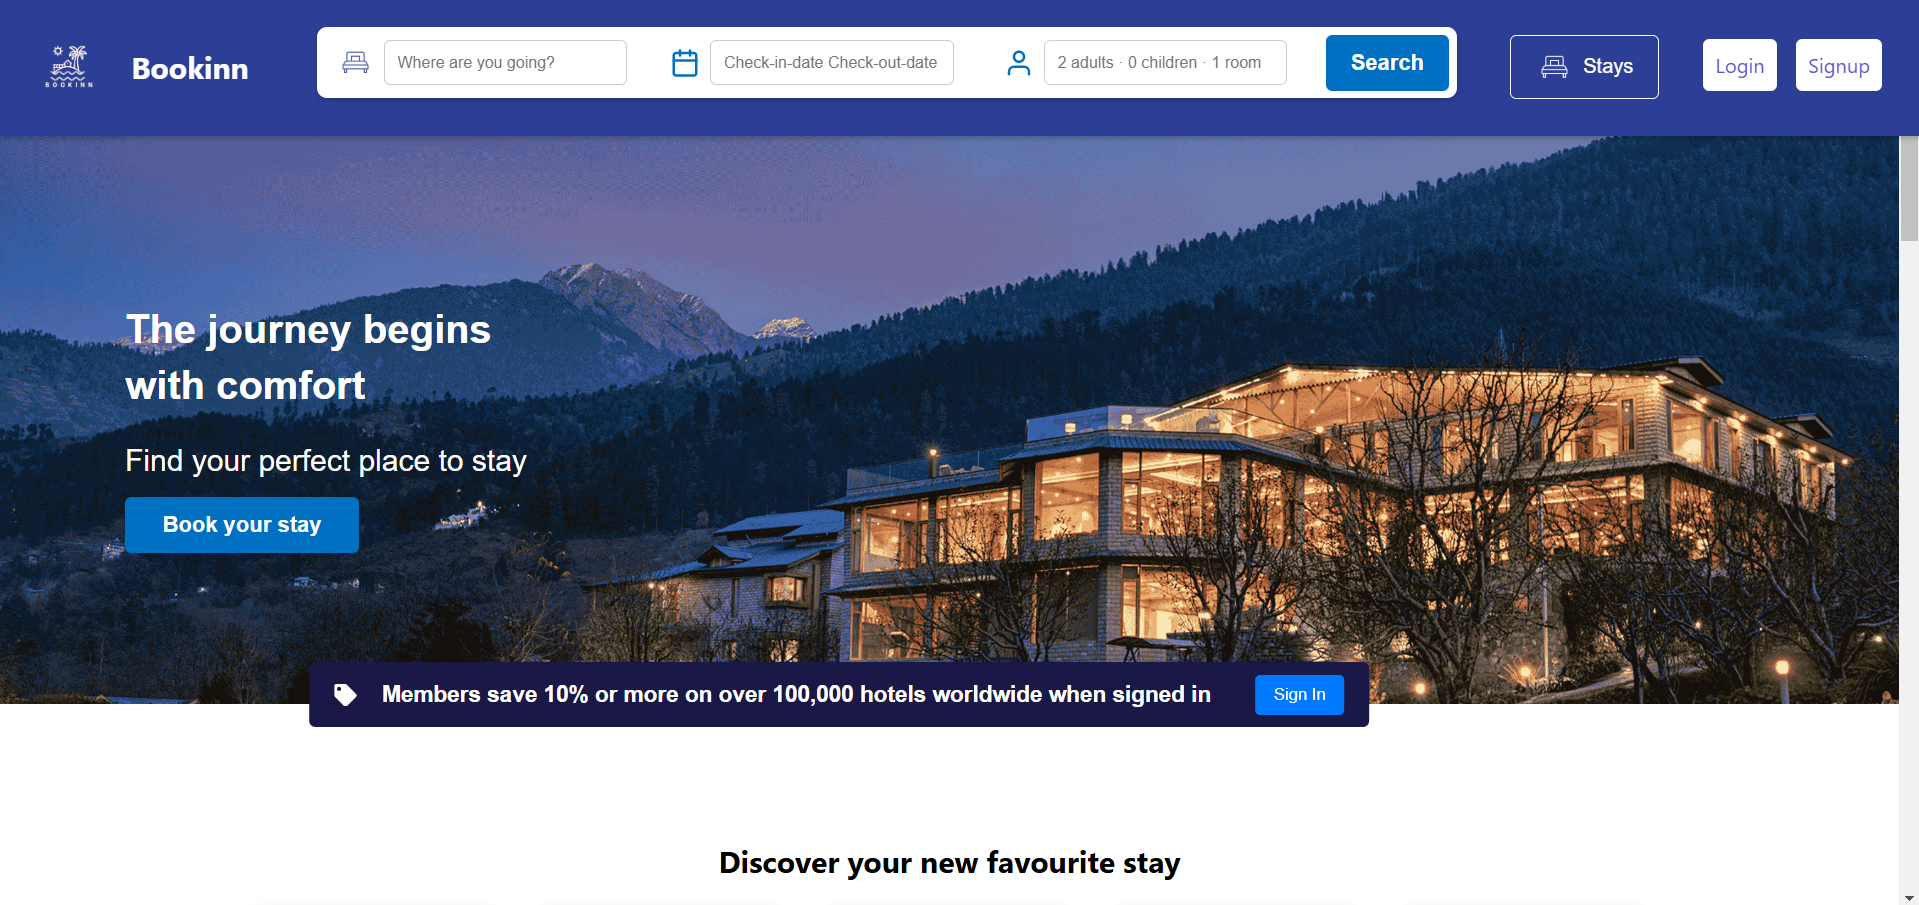 BOOKINN
Bookinn
Where are you going?
Check-in-date Check-out-date
2 adults · 0 children · 1 room
Search
Stays
Login
Signup
The journey begins
with comfort
Find your perfect place to stay
Book your stay
Members save 10% or more on over 100,000 hotels worldwide when signed in
Sign In
Discover your new favourite stay